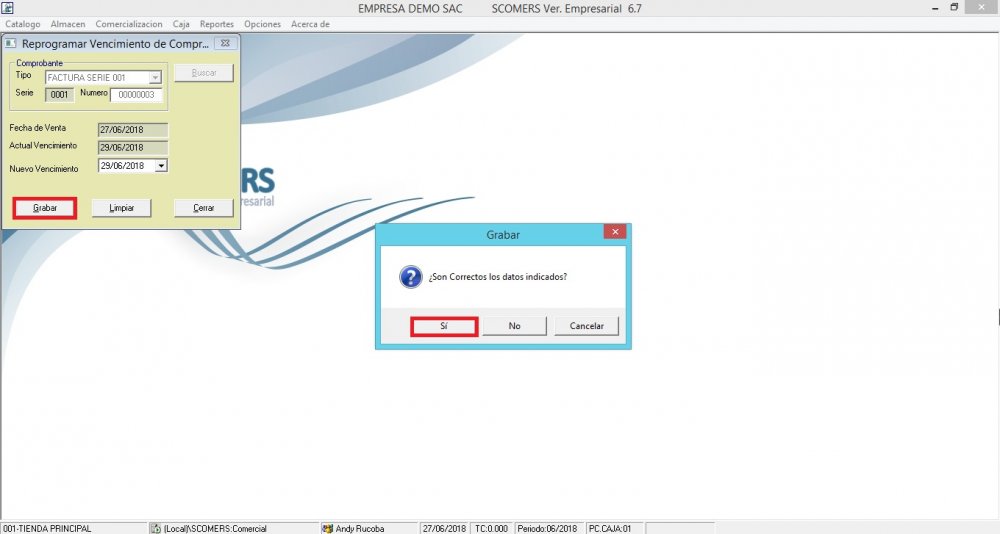 EMPRESA DEMO SAC SCOMERS Ver. Empresarial 6.7
Catalogo Almacen Comercializacion Caja Reportes Opciones Acerca de
Reprogramar Vencimiento de Compr...
Comprobante
Tipo FACTURA SERIE 001 Buscar
Serie 0001 Numero 00000003
Fecha de Venta 27/06/2018
Actual Vencimiento 29/06/2018
Nuevo Vencimiento 29/06/2018
Grabar Limpiar Cerrar
RS
resarial
Grabar
¿Son Correctos los datos indicados?
Sí No Cancelar
001-TIENDA PRINCIPAL (Local)\SCOMERS:Comercial Andy Rucoba 27/06/2018 TC:0.000 Periodo:06/2018 PC.CAJA:01